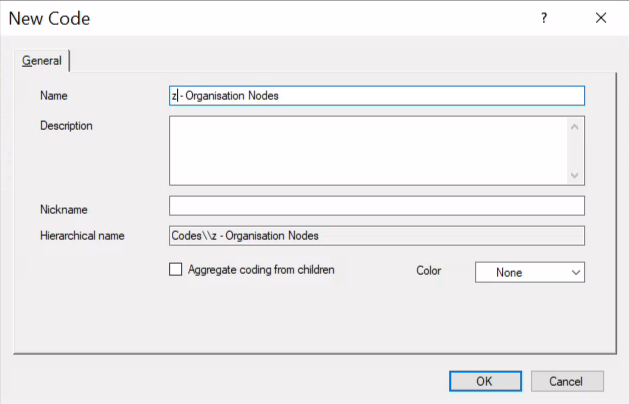 New Code
?
General
Name
z - Organisation Nodes
Description
Nickname
Hierarchical name
Codes\\z - Organisation Nodes
Aggregate coding from children
Color
None
OK
Cancel